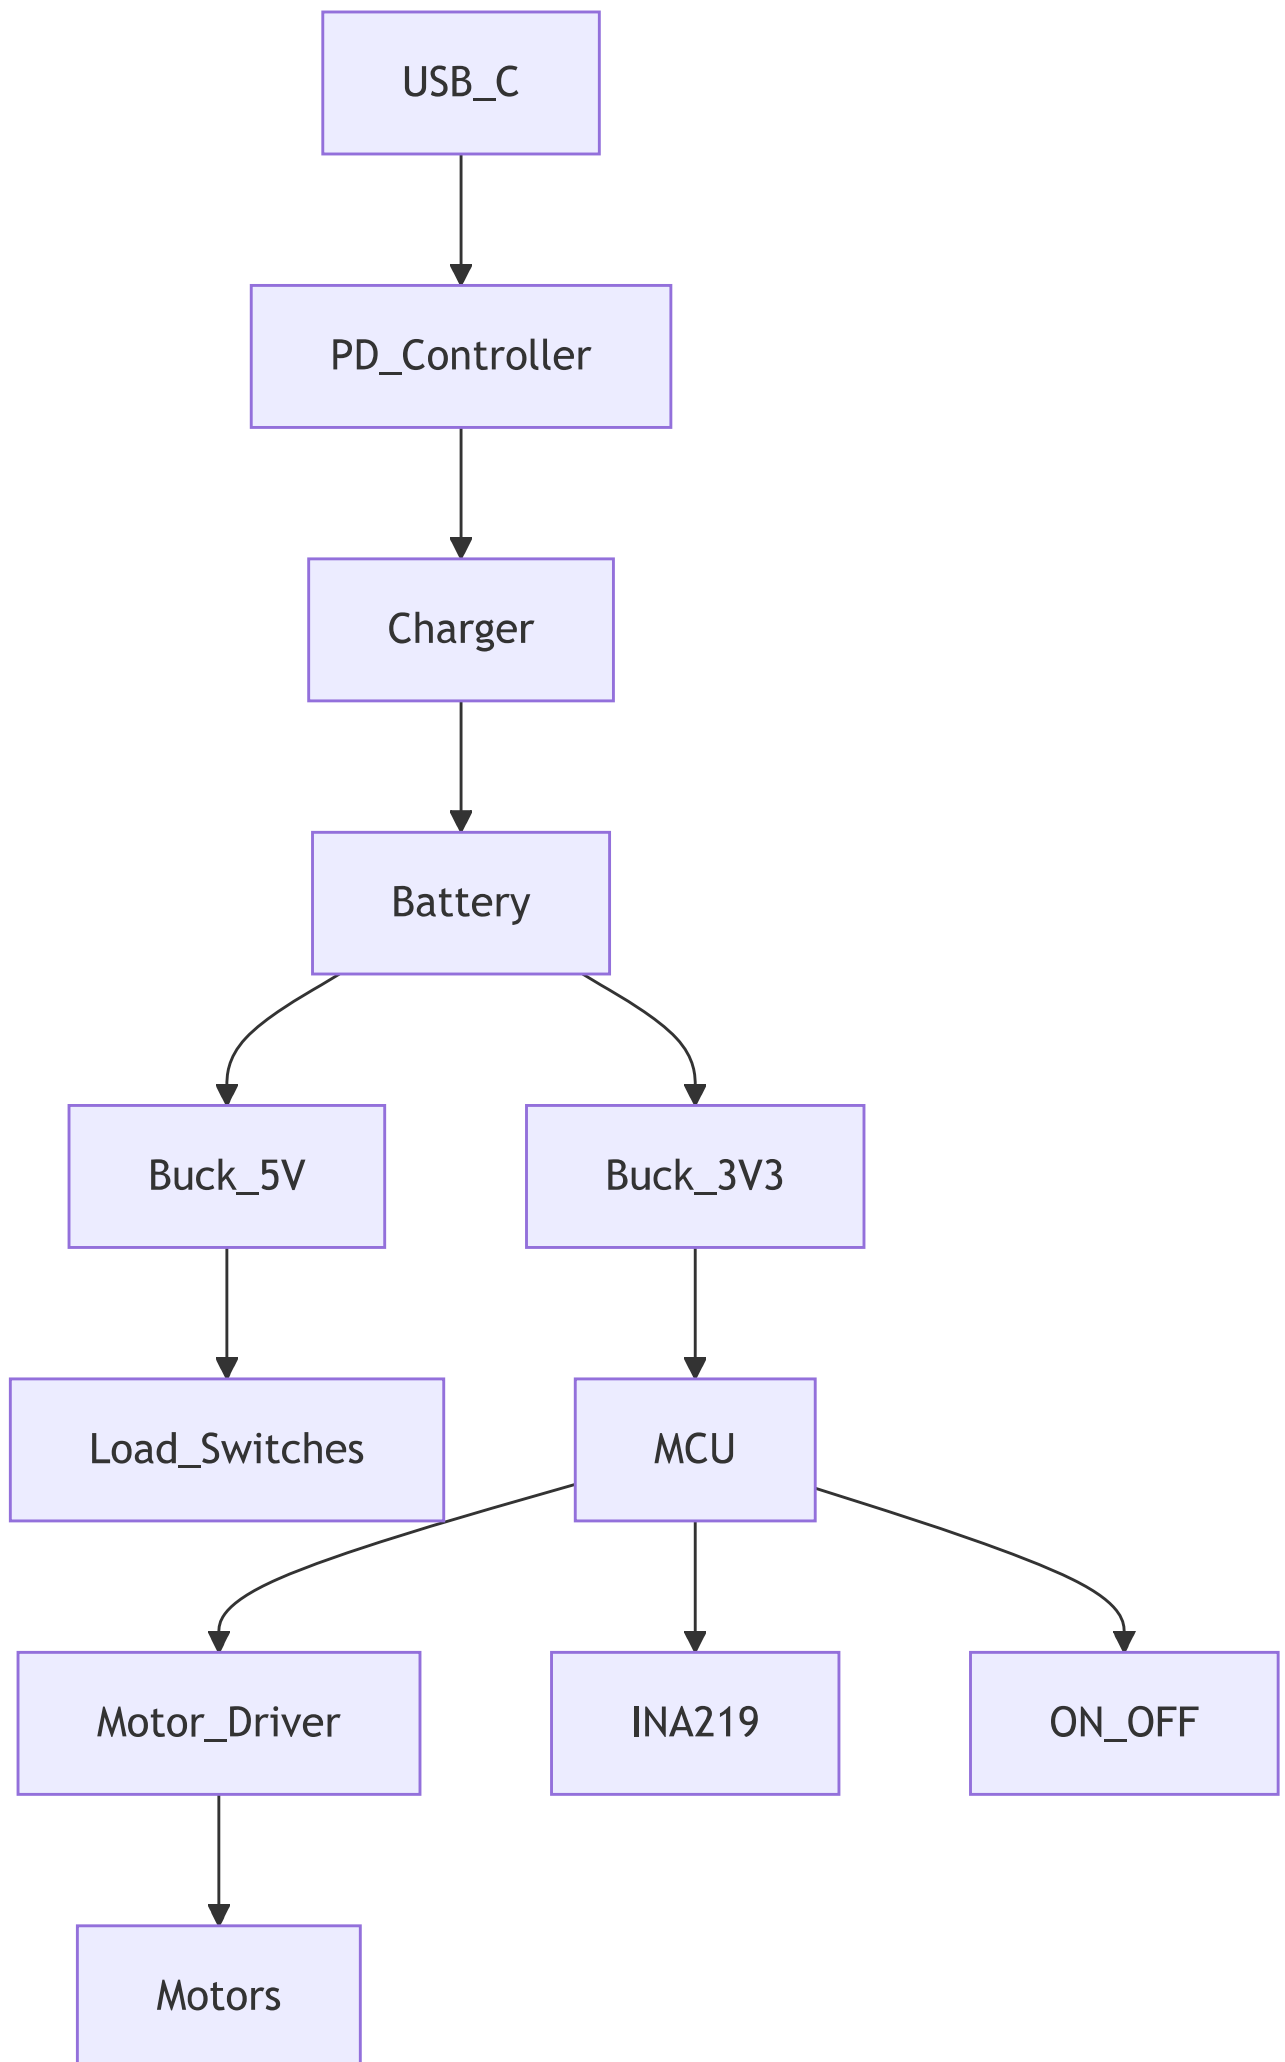 USB_C
PD_Controller
Charger
Battery
Buck_5V
Buck_3V3
Load_Switches
MCU
Motor_Driver
INA219
ON_OFF
Motors